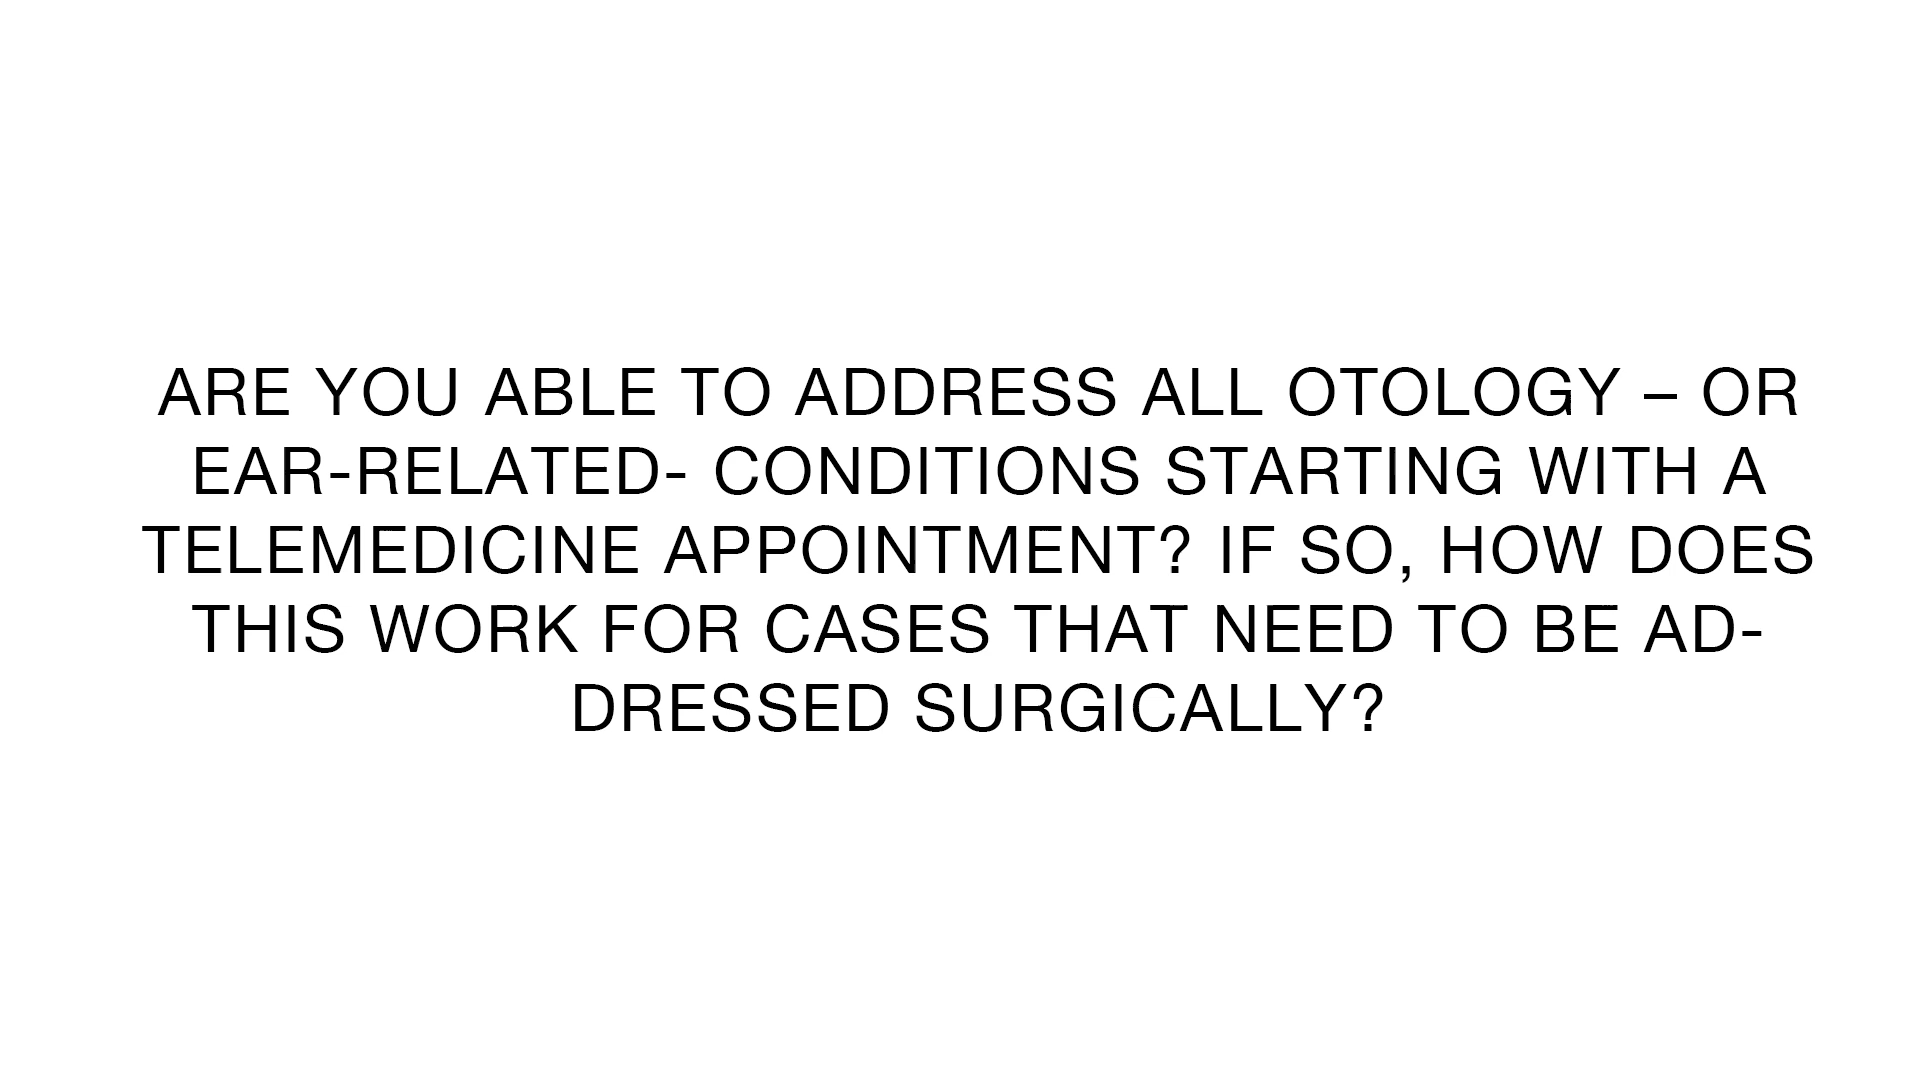 ARE YOU ABLE TO ADDRESS ALL OTOLOGY – OR
EAR-RELATED- CONDITIONS STARTING WITH A
TELEMEDICINE APPOINTMENT? IF SO, HOW DOES
THIS WORK FOR CASES THAT NEED TO BE AD-
DRESSED SURGICALLY?